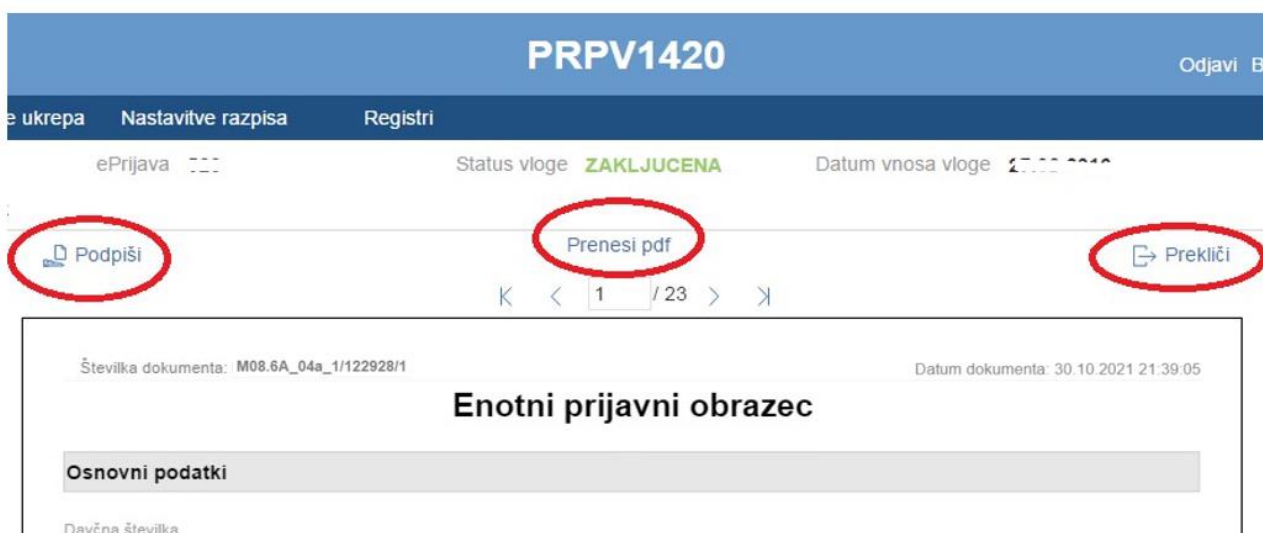 PRPV1420
Odjavi B
e ukrepa Nastavitve razpisa Registri
ePrijava Status vloge ZAKLJUCENA Datum vnosa vloge
Podpiši Prenesi pdf Prekliči
1 / 23
Številka dokumenta: M08.6A_04a_1/122928/1 Datum dokumenta: 30.10.2021 21:39:05
Enotni prijavni obrazec
Osnovni podatki
Davčna številka